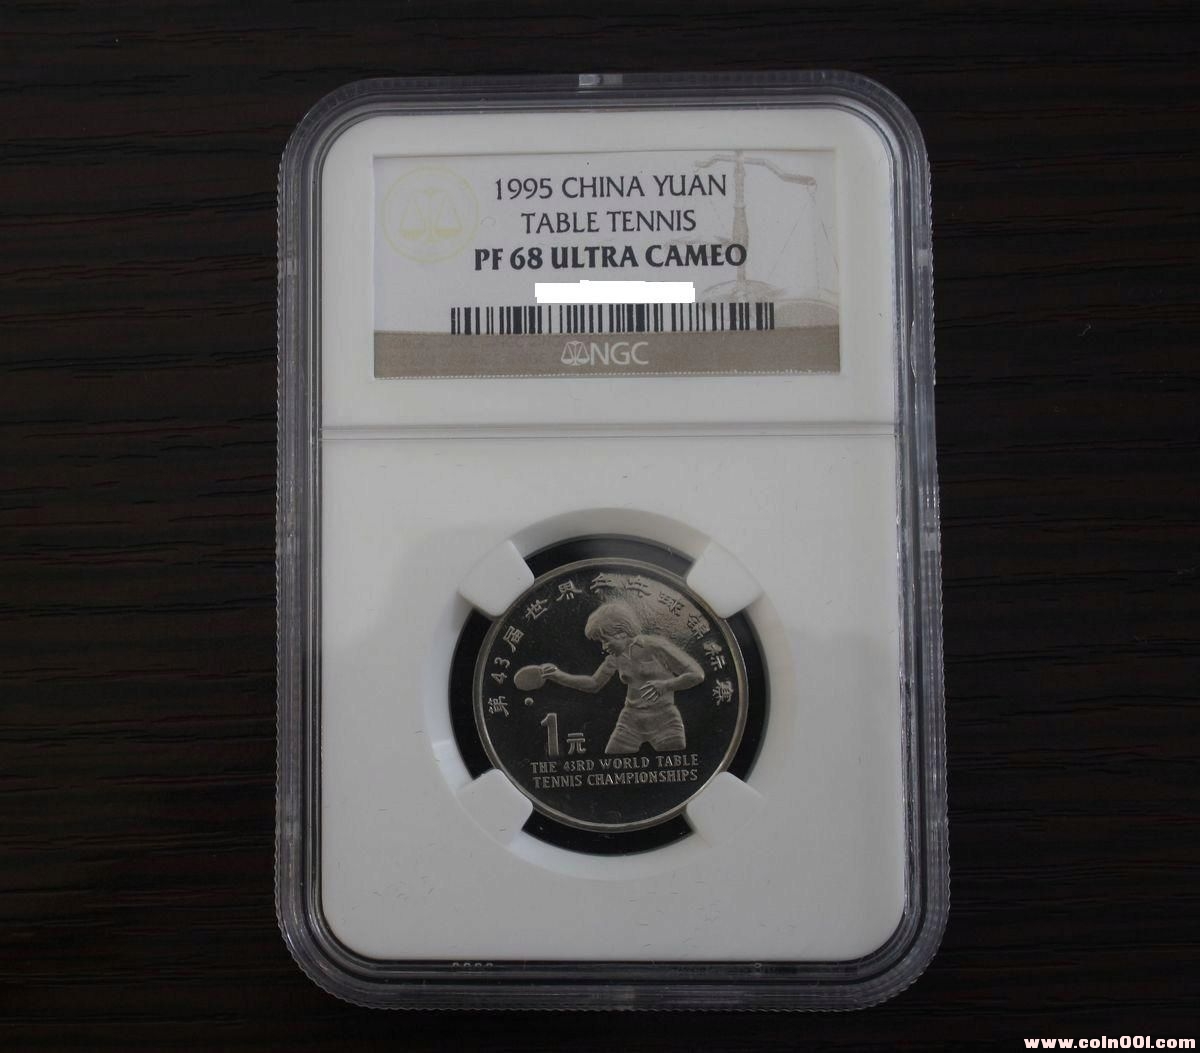 1995 CHINA YUAN
TABLE TENNIS
PF 68 ULTRA CAMEO
NGC
第43届世界乒乓球锦标赛
1元
THE 43RD WORLD TABLE
TENNIS CHAMPIONSHIPS
www.coin001.com